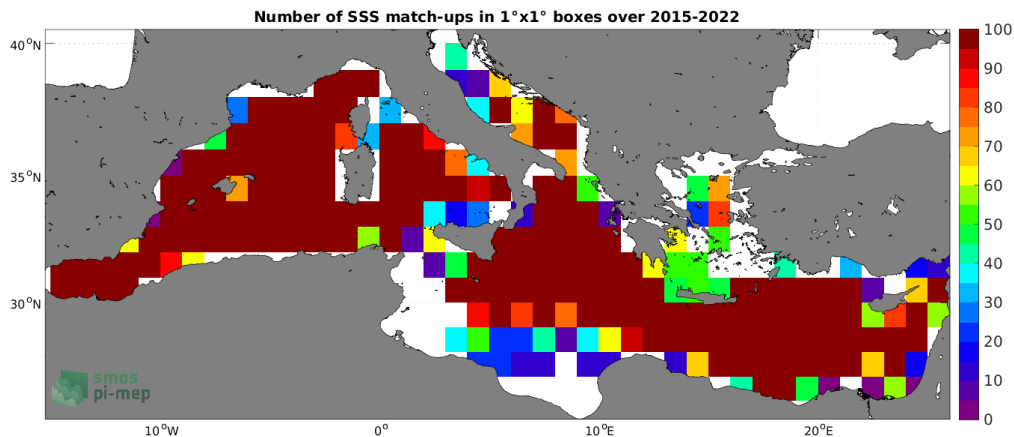 Number of SSS match-ups in 1°x1° boxes over 2015-2022
40°N
35°N
30°N
10°W
0°
10°E
20°E
100
90
80
70
60
50
40
30
20
10
0
smos
pi-mep